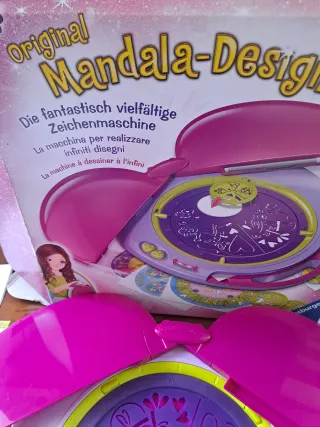 Original
Mandala-Design
Die fantastisch vielfältige
Zeichenmaschine
La macchina per realizzare
infiniti disegni
La machine à dessiner à l'infini